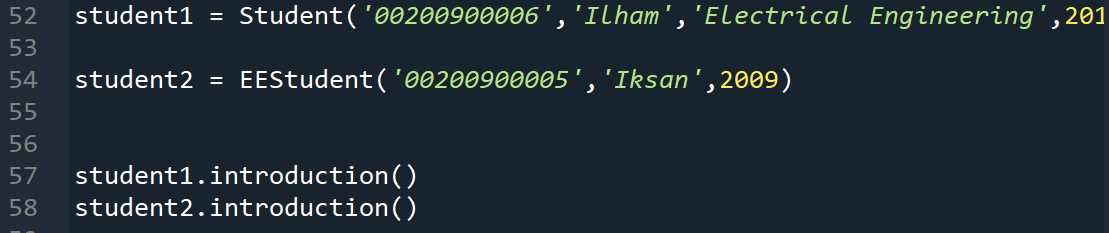 52 student1 = Student('00200900006','Ilham','Electrical Engineering',201
53
54 student2 = EEStudent('00200900005','Iksan',2009)
55
56
57 student1.introduction()
58 student2.introduction()